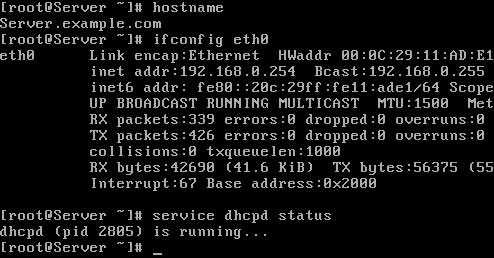 [root@Server ~]# hostname
Server.example.com
[root@Server ~]# ifconfig eth0
eth0 Link encap:Ethernet HWaddr 00:0C:29:11:AD:E1
inet addr:192.168.0.254 Bcast:192.168.0.255
inet6 addr: fe80::20c:29ff:fe11:ade1/64 Scope
UP BROADCAST RUNNING MULTICAST MTU:1500 Met
RX packets:339 errors:0 dropped:0 overruns:0
TX packets:426 errors:0 dropped:0 overruns:0
collisions:0 txqueuelen:1000
RX bytes:42690 (41.6 KiB) TX bytes:56375 (55
Interrupt:67 Base address:0x2000
[root@Server ~]# service dhcpd status
dhcpd (pid 2805) is running...
[root@Server ~]# _